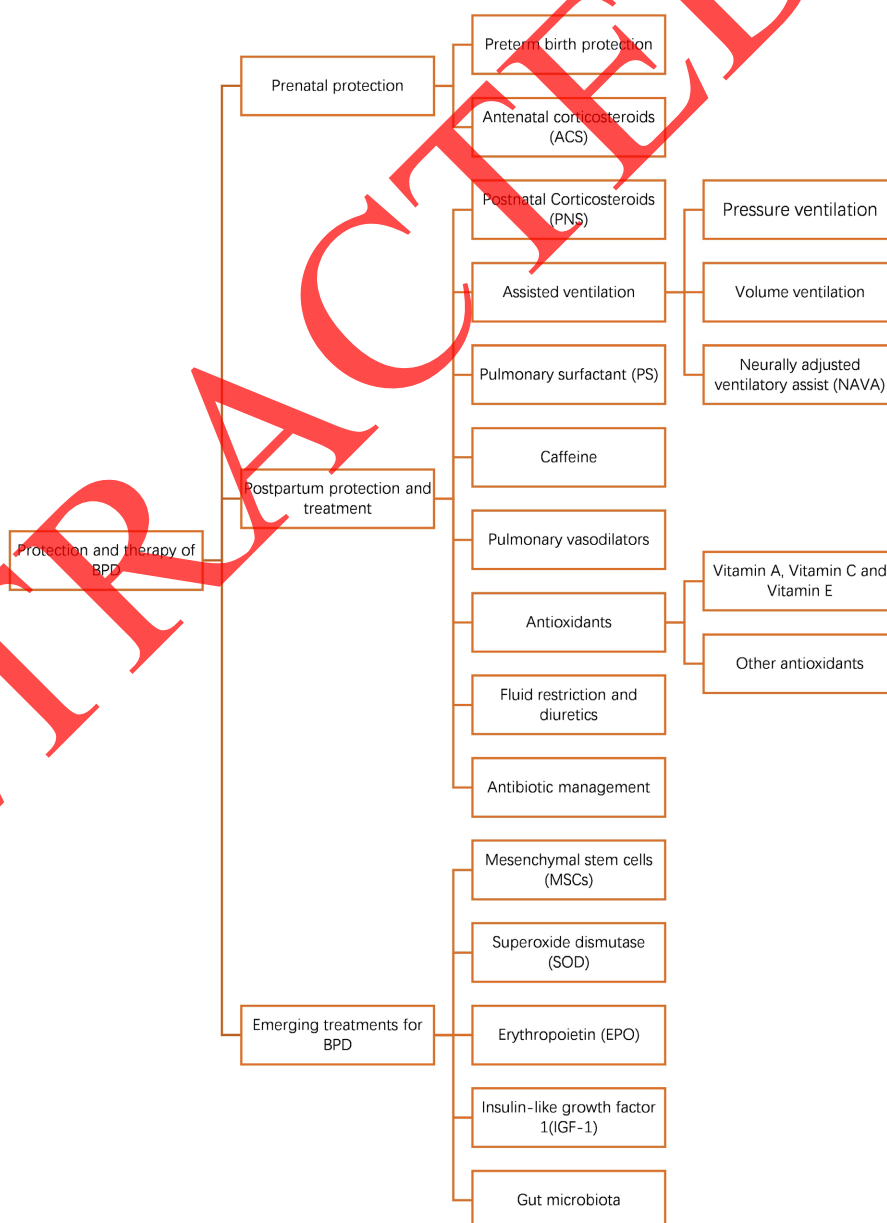 Preterm birth protection
Prenatal protection
Antenatal corticosteroids
(ACS)
Postnatal Corticosteroids
(PNS)
Pressure ventilation
Assisted ventilation
Volume ventilation
Pulmonary surfactant (PS)
Neurally adjusted
ventilatory assist (NAVA)
Caffeine
Postpartum protection and
treatment
Pulmonary vasodilators
Protection and therapy of
BPD
Vitamin A, Vitamin C and
Vitamin E
Antioxidants
Other antioxidants
Fluid restriction and
diuretics
Antibiotic management
Mesenchymal stem cells
(MSCs)
Superoxide dismutase
(SOD)
Emerging treatments for
BPD
Erythropoietin (EPO)
Insulin-like growth factor
1(IGF-1)
Gut microbiota
TRACTED